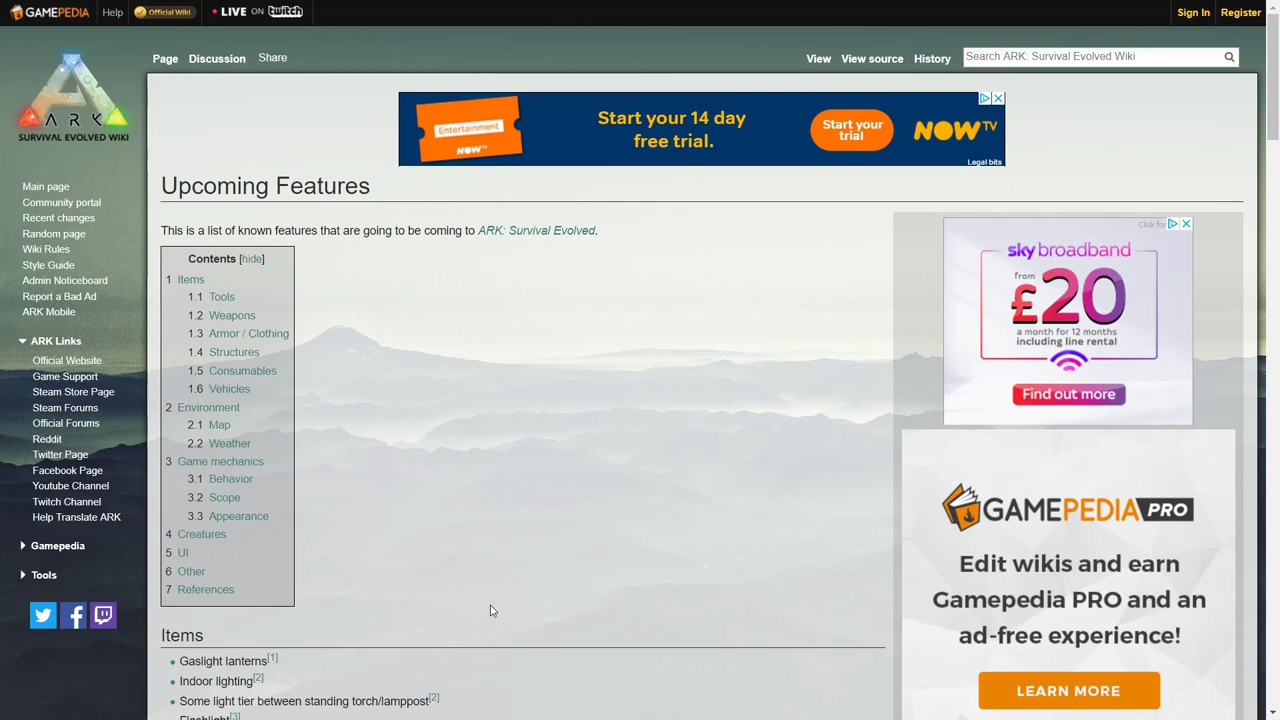 GAMEPEDIA Help Official Wiki LIVE ON twitch Sign In Register
Page Discussion Share View View source History Search ARK: Survival Evolved Wiki
ARK
SURVIVAL EVOLVED WIKI
Main page
Community portal
Recent changes
Random page
Wiki Rules
Style Guide
Admin Noticeboard
Report a Bad Ad
ARK Mobile
ARK Links
Official Website
Game Support
Steam Store Page
Steam Forums
Official Forums
Reddit
Twitter Page
Facebook Page
Youtube Channel
Twitch Channel
Help Translate ARK
Gamepedia
Tools
Entertainment
NOW TV
Start your 14 day
free trial.
Start your
trial
NOW TV
Legal bits
Upcoming Features
This is a list of known features that are going to be coming to ARK: Survival Evolved.
Contents [hide]
1 Items
1.1 Tools
1.2 Weapons
1.3 Armor / Clothing
1.4 Structures
1.5 Consumables
1.6 Vehicles
2 Environment
2.1 Map
2.2 Weather
3 Game mechanics
3.1 Behavior
3.2 Scope
3.3 Appearance
4 Creatures
5 UI
6 Other
7 References
Items
Gaslight lanterns[1]
Indoor lighting[2]
Some light tier between standing torch/lamppost[2]
Flashlight[3]
Click for
sky broadband
from
£20
a month for 12 months
including line rental
Find out more
GAMEPEDIA PRO
Edit wikis and earn
Gamepedia PRO and an
ad-free experience!
LEARN MORE